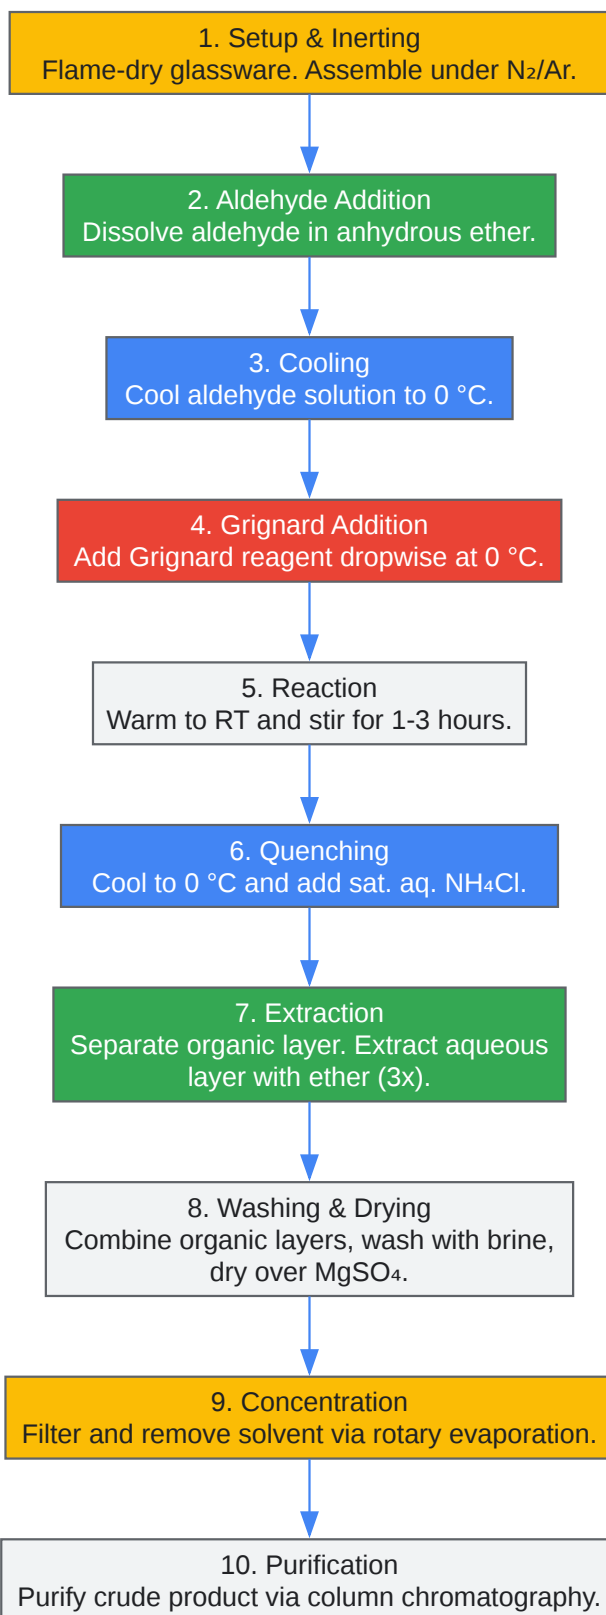 1. Setup & Inerting
Flame-dry glassware. Assemble under N₂/Ar.
2. Aldehyde Addition
Dissolve aldehyde in anhydrous ether.
3. Cooling
Cool aldehyde solution to 0 °C.
4. Grignard Addition
Add Grignard reagent dropwise at 0 °C.
5. Reaction
Warm to RT and stir for 1-3 hours.
6. Quenching
Cool to 0 °C and add sat. aq. NH₄Cl.
7. Extraction
Separate organic layer. Extract aqueous
layer with ether (3x).
8. Washing & Drying
Combine organic layers, wash with brine,
dry over MgSO₄.
9. Concentration
Filter and remove solvent via rotary evaporation.
10. Purification
Purify crude product via column chromatography.